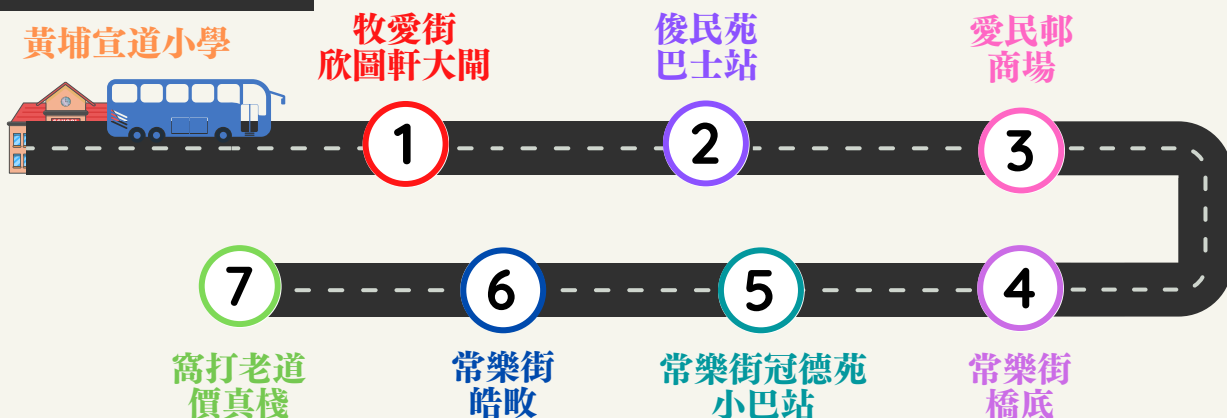 黃埔宣道小學
牧愛街
欣圖軒大閘
俊民苑
巴士站
愛民邨
商場
1
2
3
7
6
5
4
窩打老道
價真棧
常樂街
皓畋
常樂街冠德苑
小巴站
常樂街
橋底